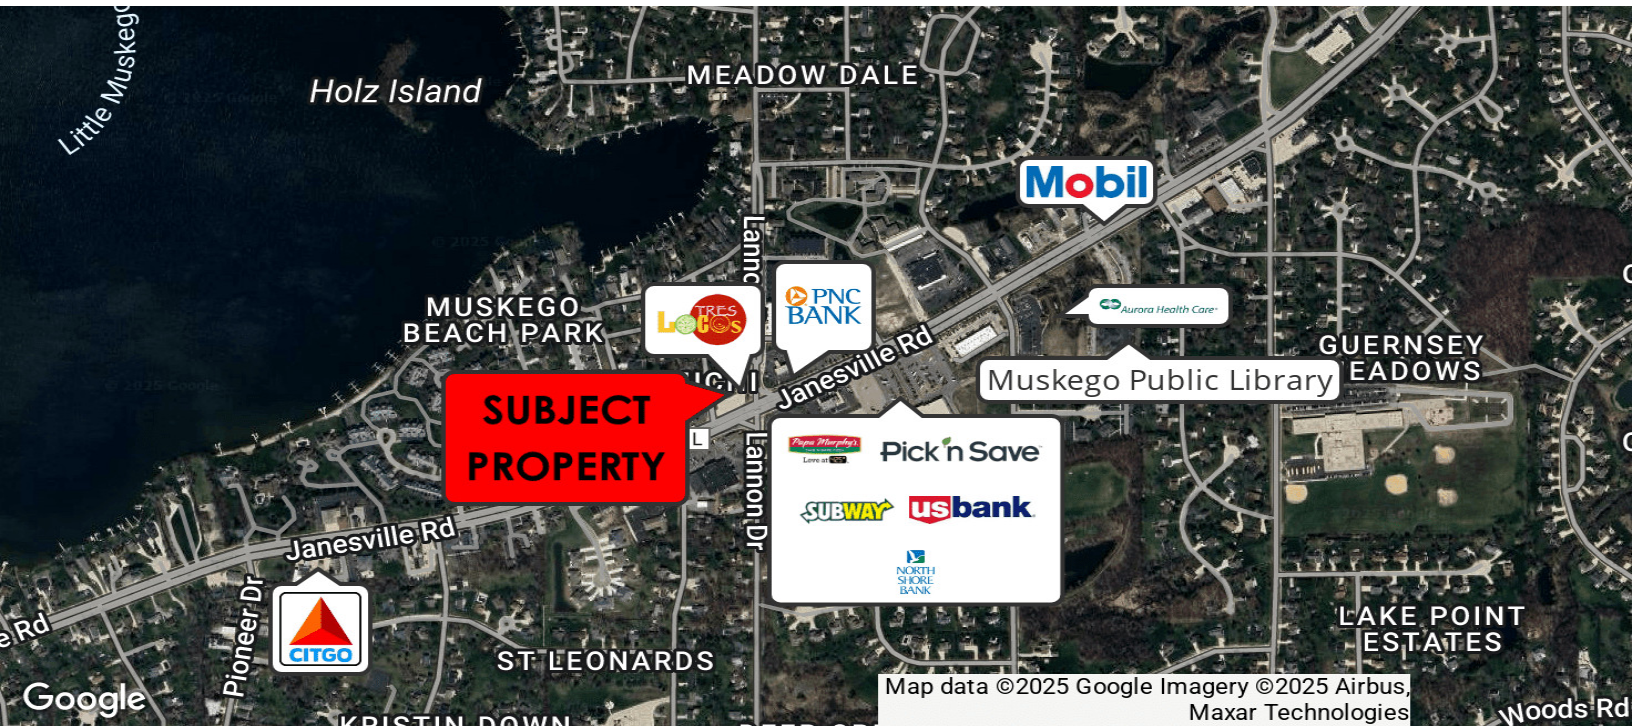 Little Muskego
Holz Island
MEADOW DALE
Mobil
Lanno
MUSKEGO
BEACH PARK
TRES
LOCOS
PNC
BANK
Aurora Health Care
Janesville Rd
GUERNSEY
EADOWS
Muskego Public Library
SUBJECT
PROPERTY
L
Lannon Dr
Papa Murphy's
Pick'n Save
SUBWAY
usbank
NORTH
SHORE
BANK
Janesville Rd
e Rd
Pioneer Dr
CITGO
ST LEONARDS
LAKE POINT
ESTATES
Google
KRISTIN DOWN
Map data ©2025 Google Imagery ©2025 Airbus,
Maxar Technologies
Woods Rd